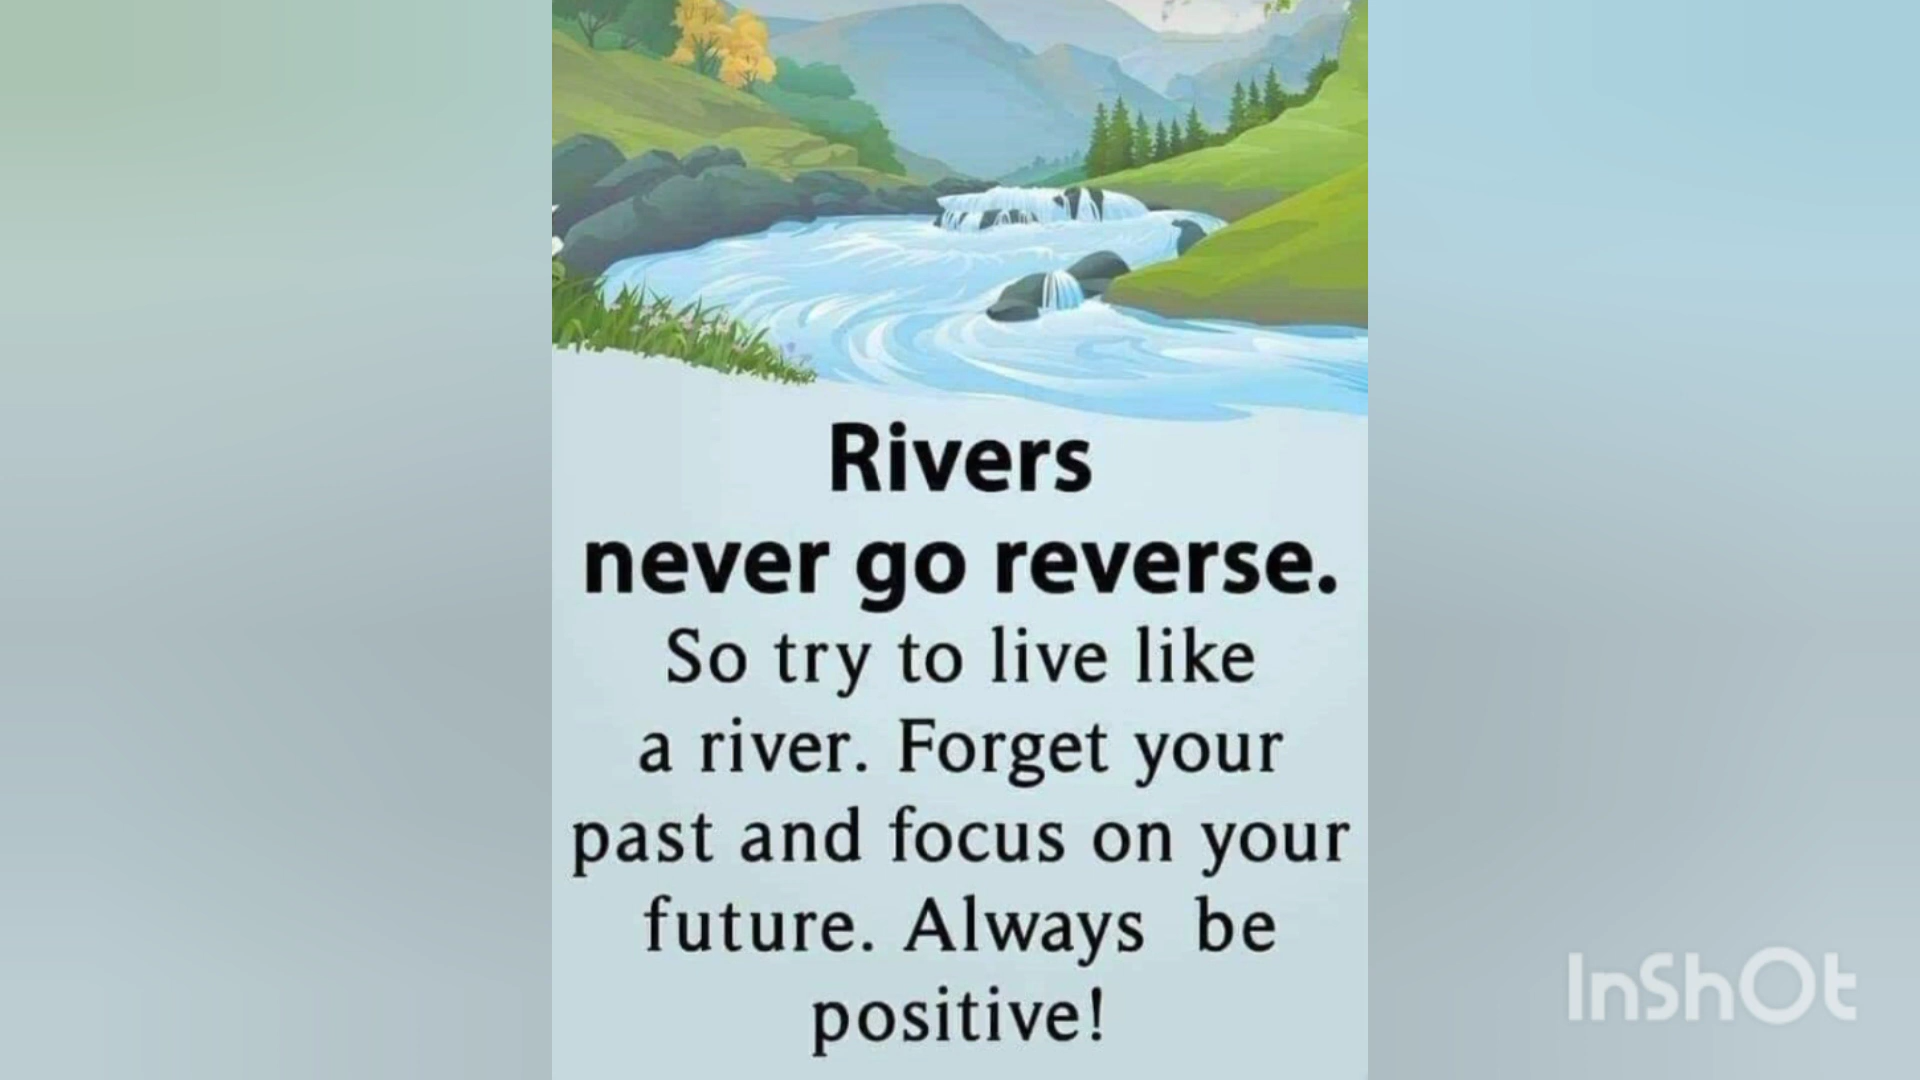 Rivers
never go reverse.
So try to live like
a river. Forget your
past and focus on your
future. Always be
positive!
InShOt